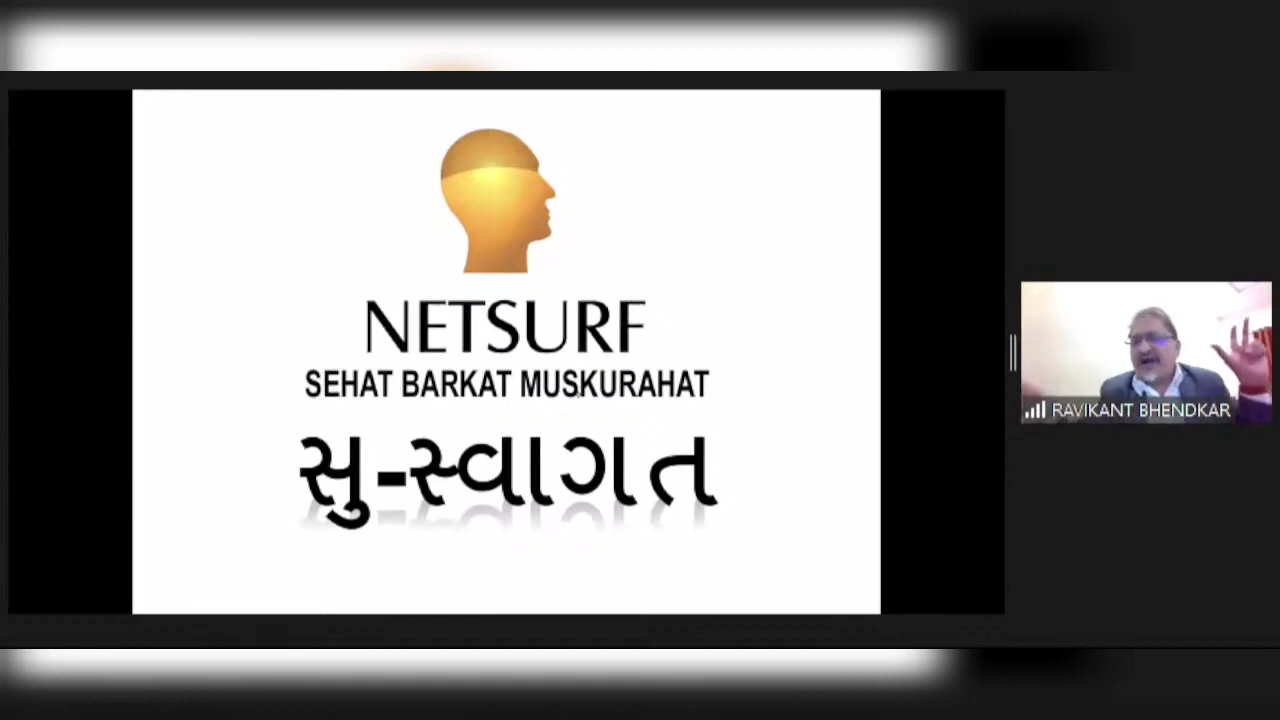 NETSURF
SEHAT BARKAT MUSKURAHAT
સુ-સ્વાગત
RAVIKANT BHENDKAR